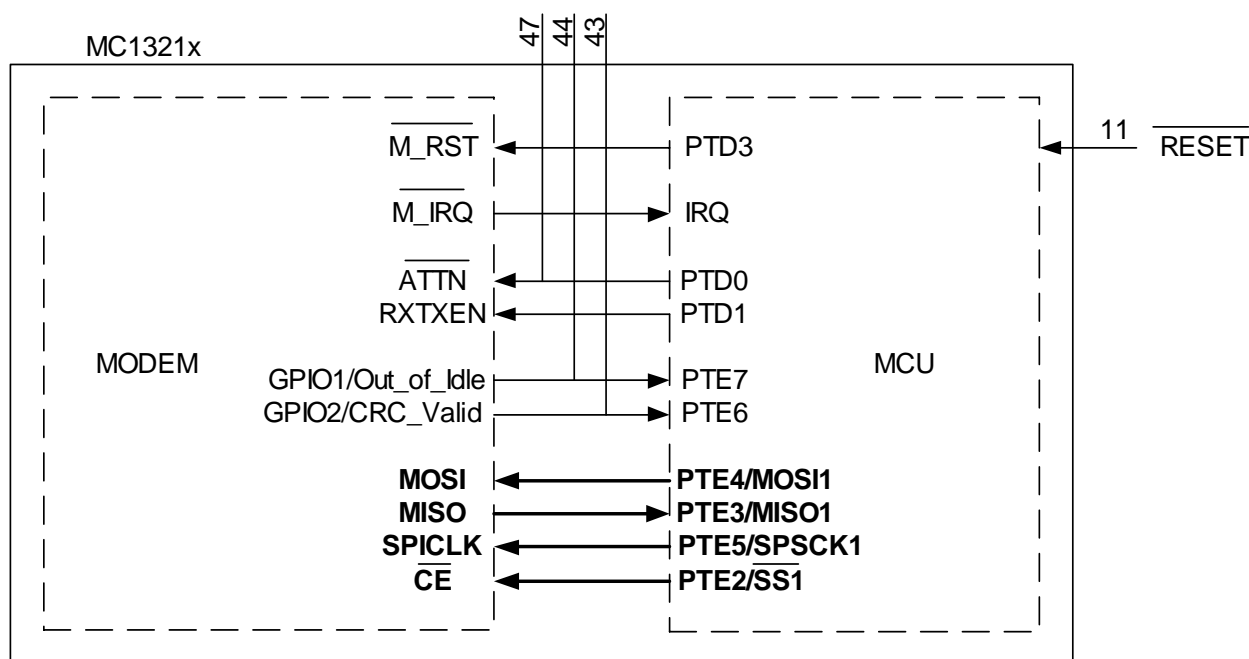 47 44 43
MC1321x
M_RST PTD3 11 RESET
M_IRQ IRQ
ATTN PTD0
RXTXEN PTD1
MODEM MCU
GPIO1/Out_of_Idle PTE7
GPIO2/CRC_Valid PTE6
MOSI PTE4/MOSI1
MISO PTE3/MISO1
SPICLK PTE5/SPSCK1
CE PTE2/SS1